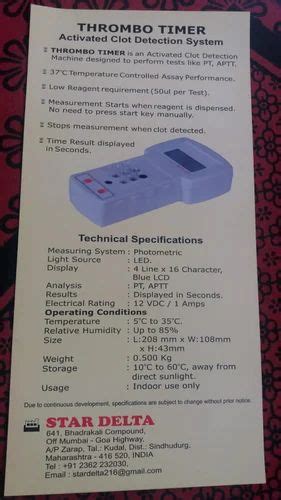 THROMBO TIMER
Activated Clot Detection System
THROMBO TIMER is an Activated Clot Detection
Machine designed to perform tests like PT, APTT.
37°C Temperature Controlled Assay Performance.
Low Reagent requirement (50ul per Test).
Measurement Starts when reagent is dispensed.
No need to press start key manually.
Stops measurement when clot detected.
Time Result displayed
in Seconds.
Technical Specifications
Measuring System : Photometric
Light Source : LED.
Display : 4 Line x 16 Character,
Blue LCD
Analysis : PT, APTT
Results : Displayed in Seconds.
Electrical Rating : 12 VDC / 1 Amps
Operating Conditions
Temperature : 5°C to 35°C.
Relative Humidity : Up to 85%
Size : L:208 mm x W:108mm
x H:43mm
Weight : 0.500 Kg
Storage : 10°C to 60°C, away from
direct sunlight.
Usage : Indoor use only
Due to continuous development, specifications are subject to change without prior notice.
STAR DELTA
641, Bhadrakali Compound,
Off Mumbai - Goa Highway,
A/P Zarap, Tal.: Kudal, Dist.: Sindhudurg.
Maharashtra - 416 520, INDIA
Tel : +91 2362 232030,
Email : stardelta216@gmail.com